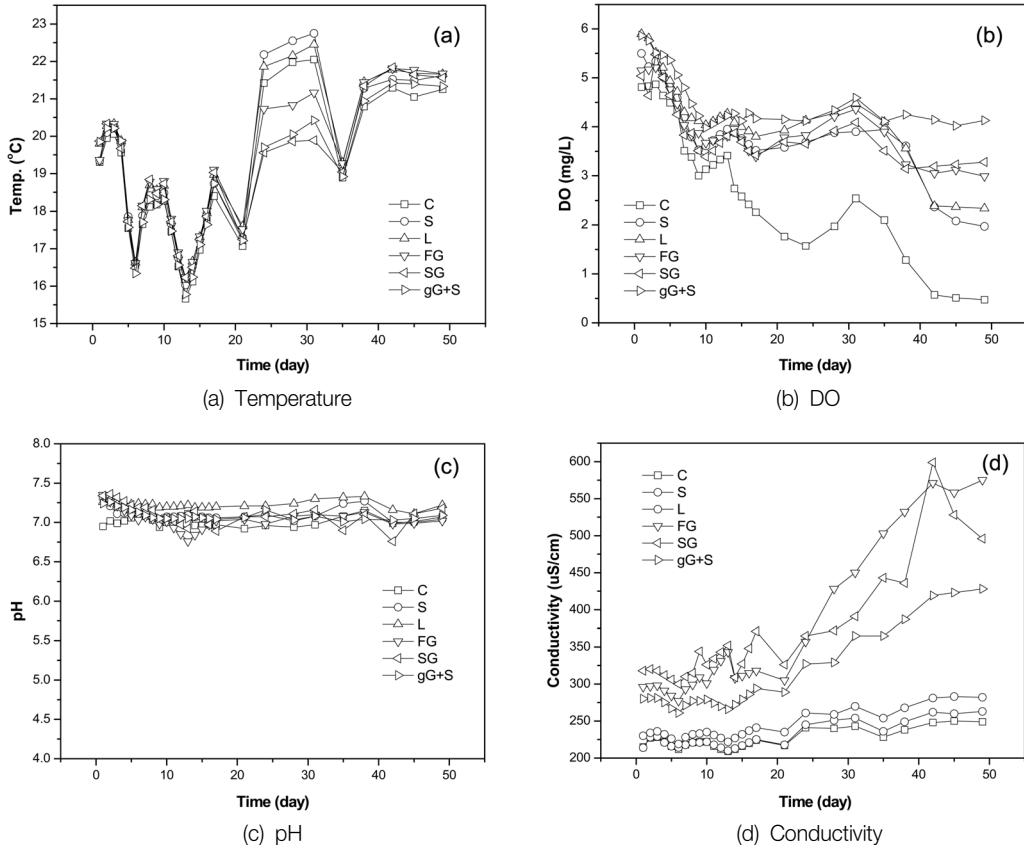 (a)
Temp. (°C)
23
22
21
20
19
18
17
16
15
C
S
L
FG
SG
gG+S
0 10 20 30 40 50
Time (day)
(a) Temperature
(b)
DO (mg/L)
6
5
4
3
2
1
0
C
S
L
FG
SG
gG+S
0 10 20 30 40 50
Time (day)
(b) DO
(c)
pH
8.0
7.5
7.0
6.5
6.0
5.5
5.0
4.5
4.0
C
S
L
FG
SG
gG+S
0 10 20 30 40 50
Time (day)
(c) pH
(d)
Conductivity (uS/cm)
600
550
500
450
400
350
300
250
200
C
S
L
FG
SG
gG+S
0 10 20 30 40 50
Time (day)
(d) Conductivity